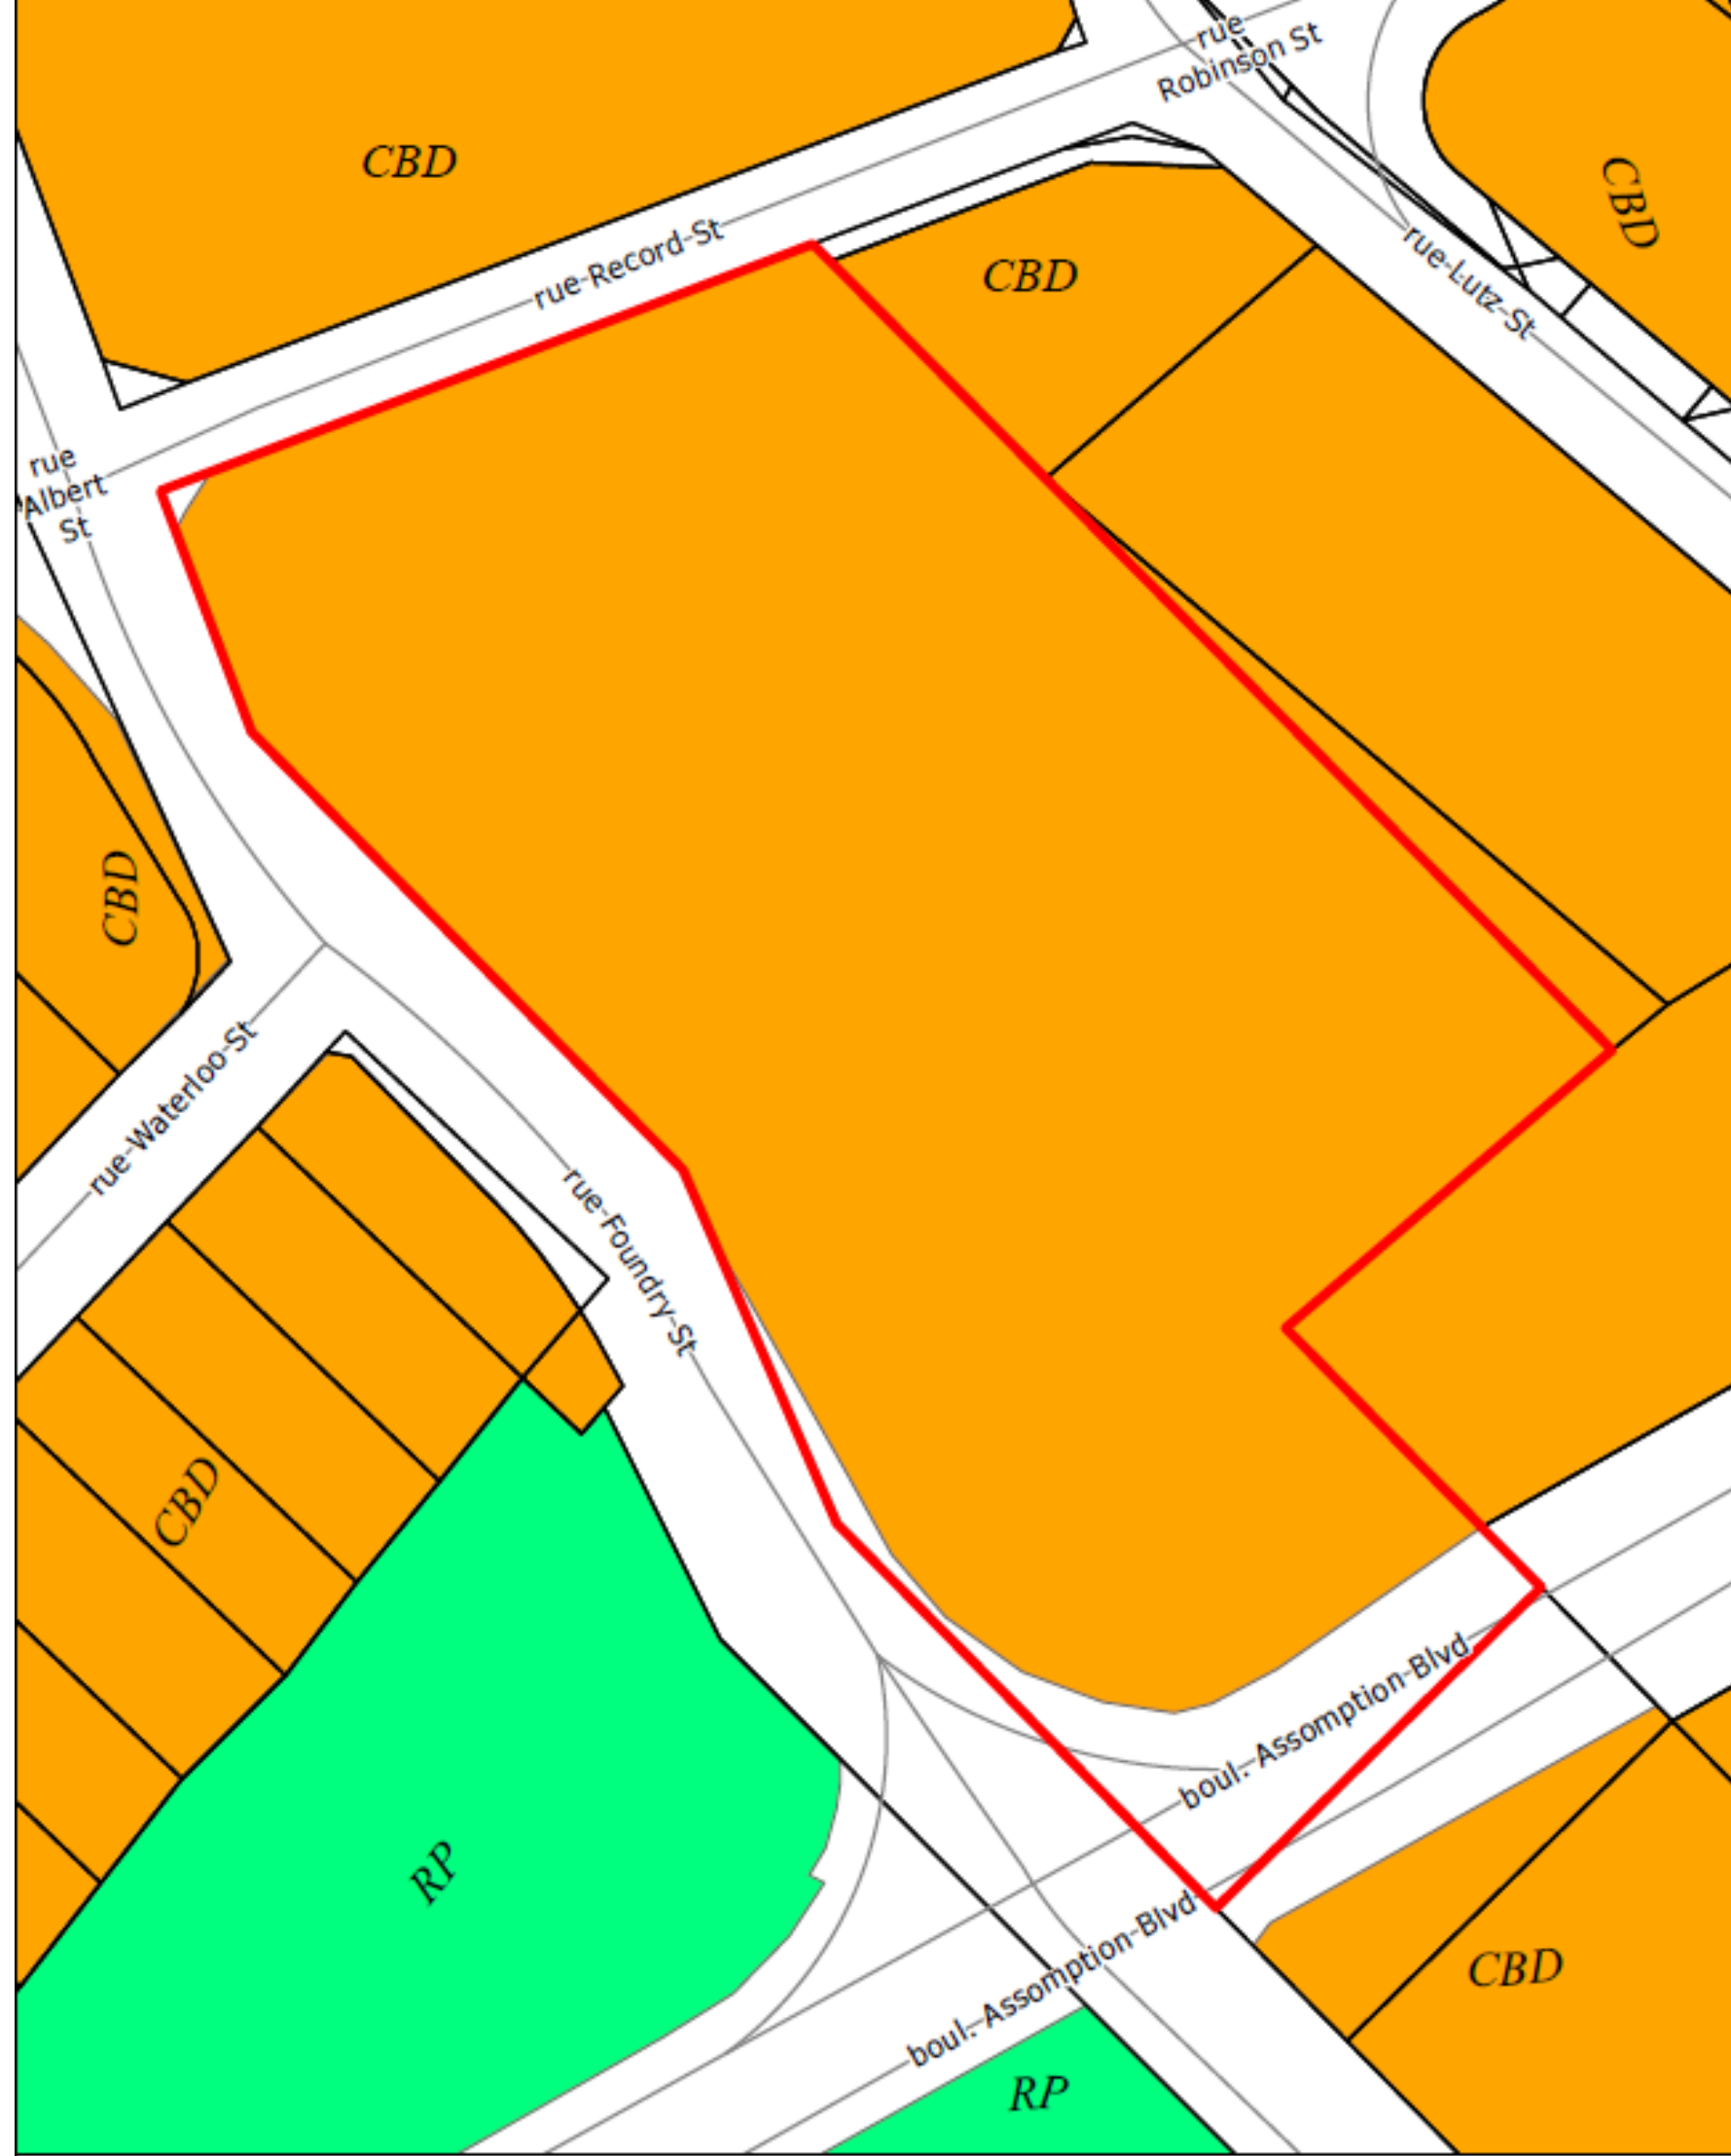 rue
Robinson St
CBD
CBD
rue-Record-St
CBD
rue-Lutz-St
rue
Albert
St
CBD
rue-Waterloo-St
rue-Foundry-St
CBD
boul. Assomption-Blvd
RP
boul. Assomption-Blvd
CBD
RP